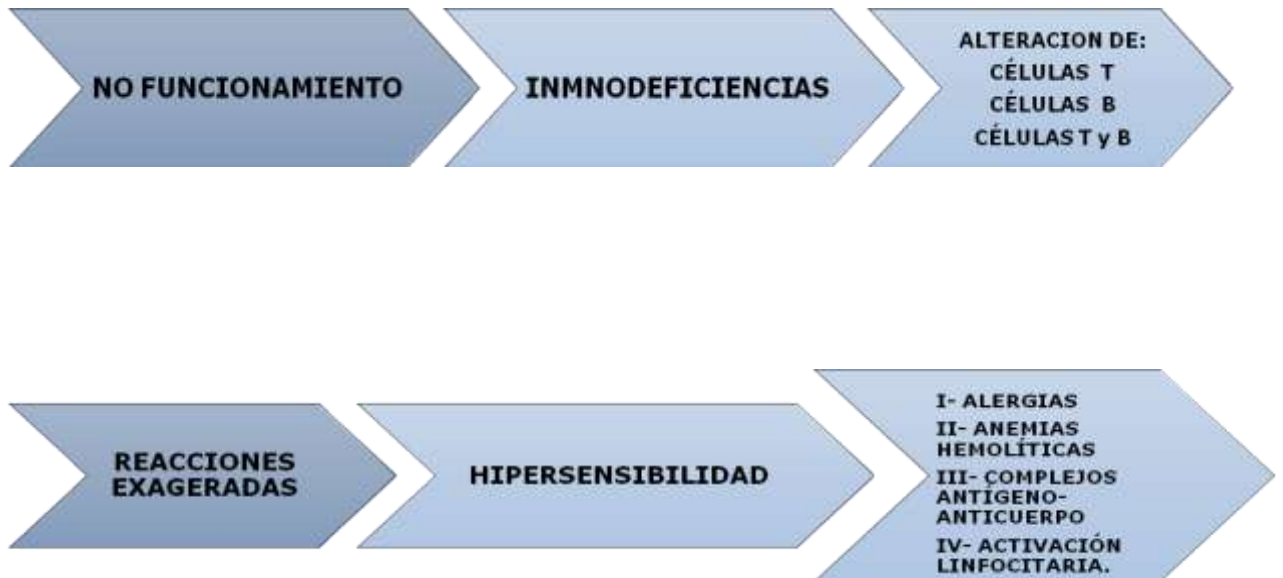 NO FUNCIONAMIENTO
INMNODEFICIENCIAS
ALTERACION DE:
CÉLULAS T
CÉLULAS B
CÉLULAS T y B
REACCIONES
EXAGERADAS
HIPERSENSIBILIDAD
I- ALERGIAS
II- ANEMIAS
HEMOLÍTICAS
III- COMPLEJOS
ANTÍGENO-
ANTICUERPO
IV- ACTIVACIÓN
LINFOCITARIA.